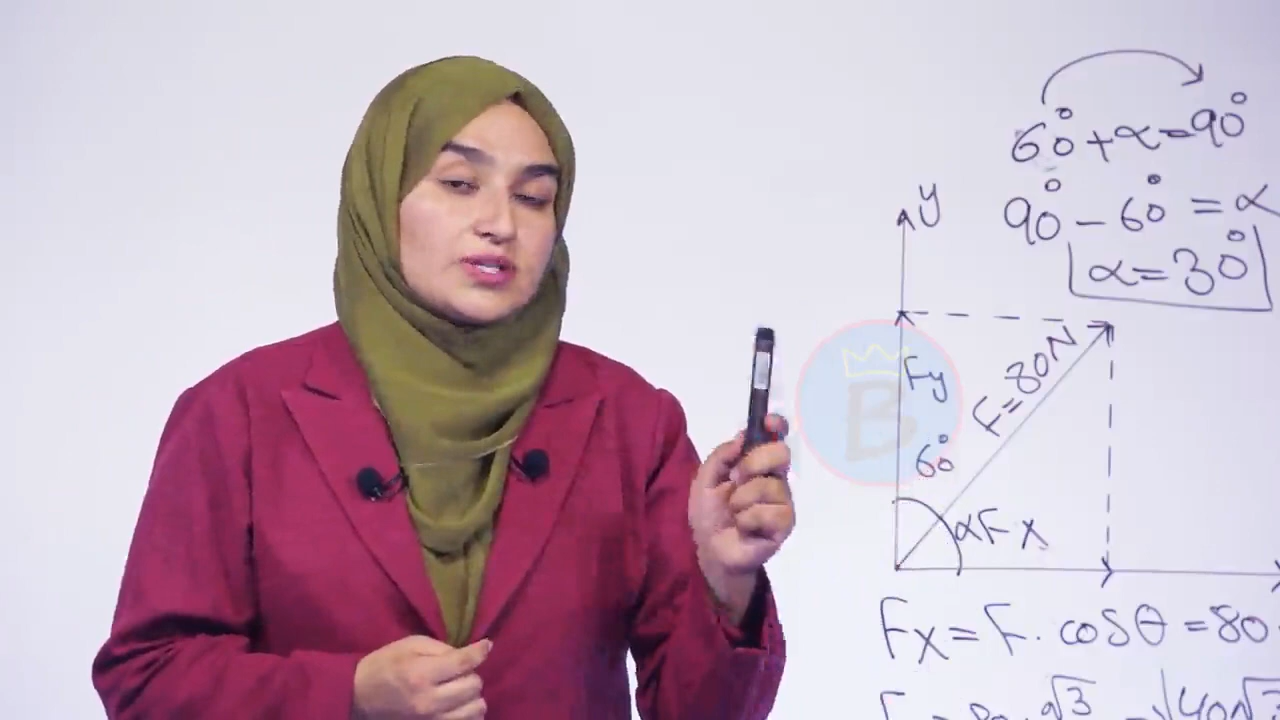 60° + α = 90°
90° - 60° = α
α = 30°
y
Fy
F=80N
B
60°
α Fx
Fx = F. cosθ = 80